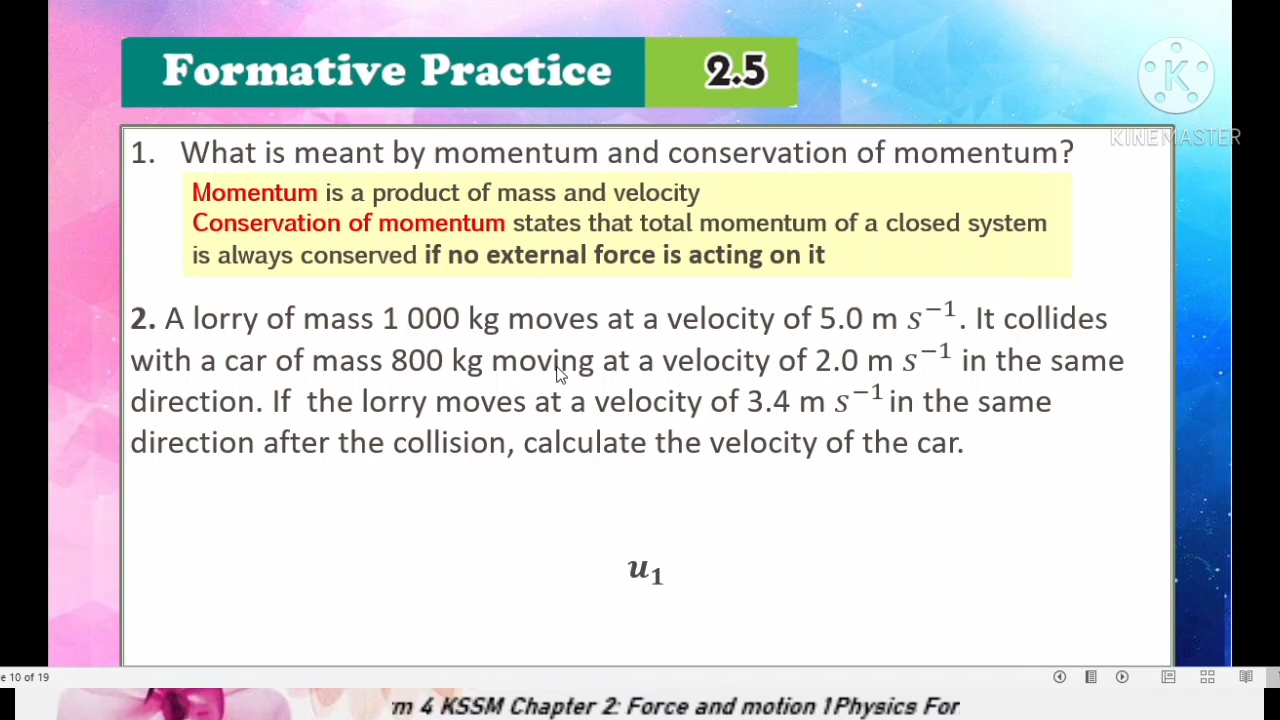 Formative Practice 2.5
K
KINEMASTER
1. What is meant by momentum and conservation of momentum?
Momentum is a product of mass and velocity
Conservation of momentum states that total momentum of a closed system
is always conserved if no external force is acting on it
2. A lorry of mass 1 000 kg moves at a velocity of 5.0 m s⁻¹. It collides
with a car of mass 800 kg moving at a velocity of 2.0 m s⁻¹ in the same
direction. If the lorry moves at a velocity of 3.4 m s⁻¹ in the same
direction after the collision, calculate the velocity of the car.
u₁
e 10 of 19
m 4 KSSM Chapter 2: Force and motion 1Physics For